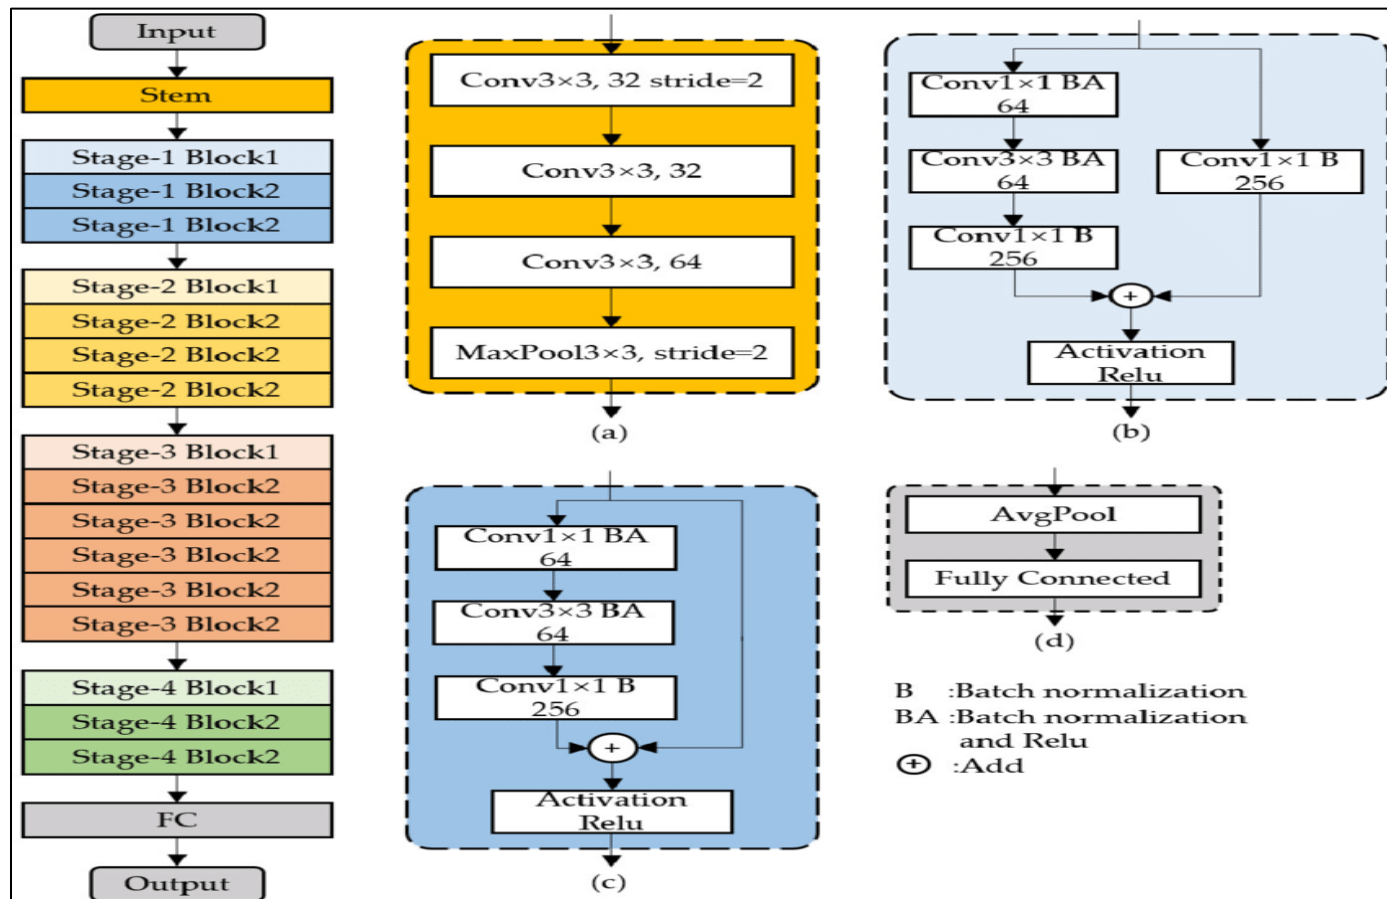 Input
Stem
Stage-1 Block1
Stage-1 Block2
Stage-1 Block2
Stage-2 Block1
Stage-2 Block2
Stage-2 Block2
Stage-2 Block2
Stage-3 Block1
Stage-3 Block2
Stage-3 Block2
Stage-3 Block2
Stage-3 Block2
Stage-3 Block2
Stage-4 Block1
Stage-4 Block2
Stage-4 Block2
FC
Output
Conv3×3, 32 stride=2
Conv3×3, 32
Conv3×3, 64
MaxPool3×3, stride=2
(a)
Conv1×1 BA
64
Conv3×3 BA
64
Conv1×1 B
256
Conv1×1 B
256
+
Activation
Relu
(b)
Conv1×1 BA
64
Conv3×3 BA
64
Conv1×1 B
256
+
Activation
Relu
(c)
AvgPool
Fully Connected
(d)
B :Batch normalization
BA :Batch normalization
and Relu
⊕ :Add